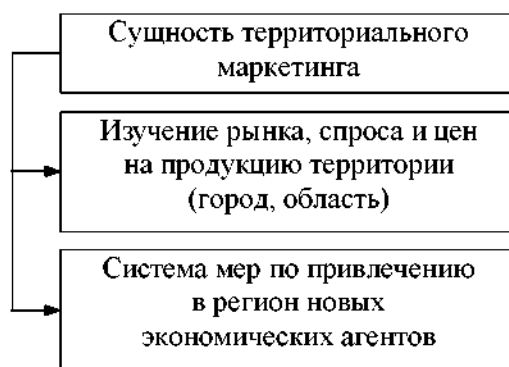 Сущность территориального
маркетинга
Изучение рынка, спроса и цен
на продукцию территории
(город, область)
Система мер по привлечению
в регион новых
экономических агентов